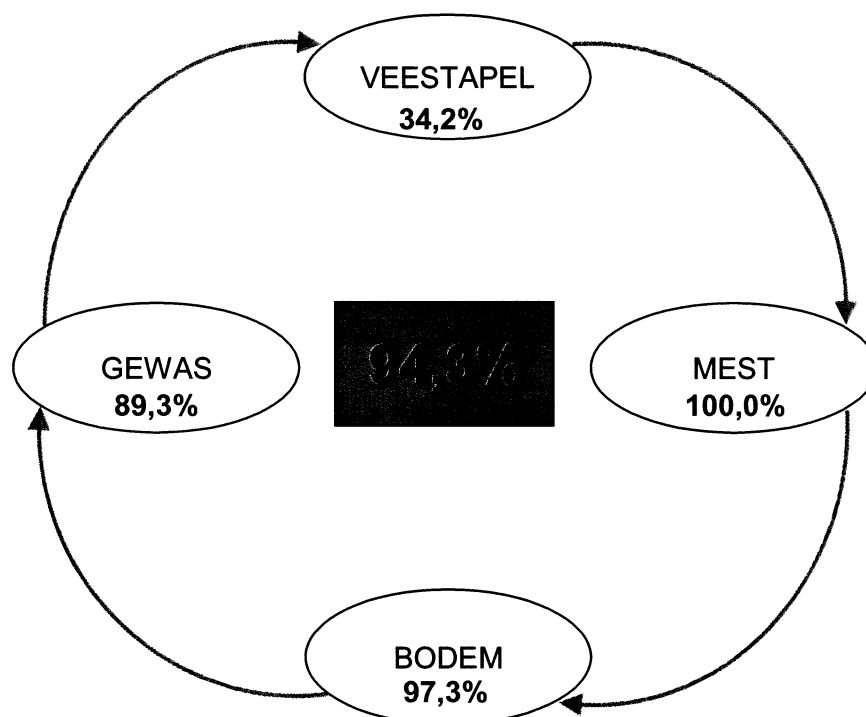 VEESTAPEL
34,2%
GEWAS
89,3%
94,3%
MEST
100,0%
BODEM
97,3%